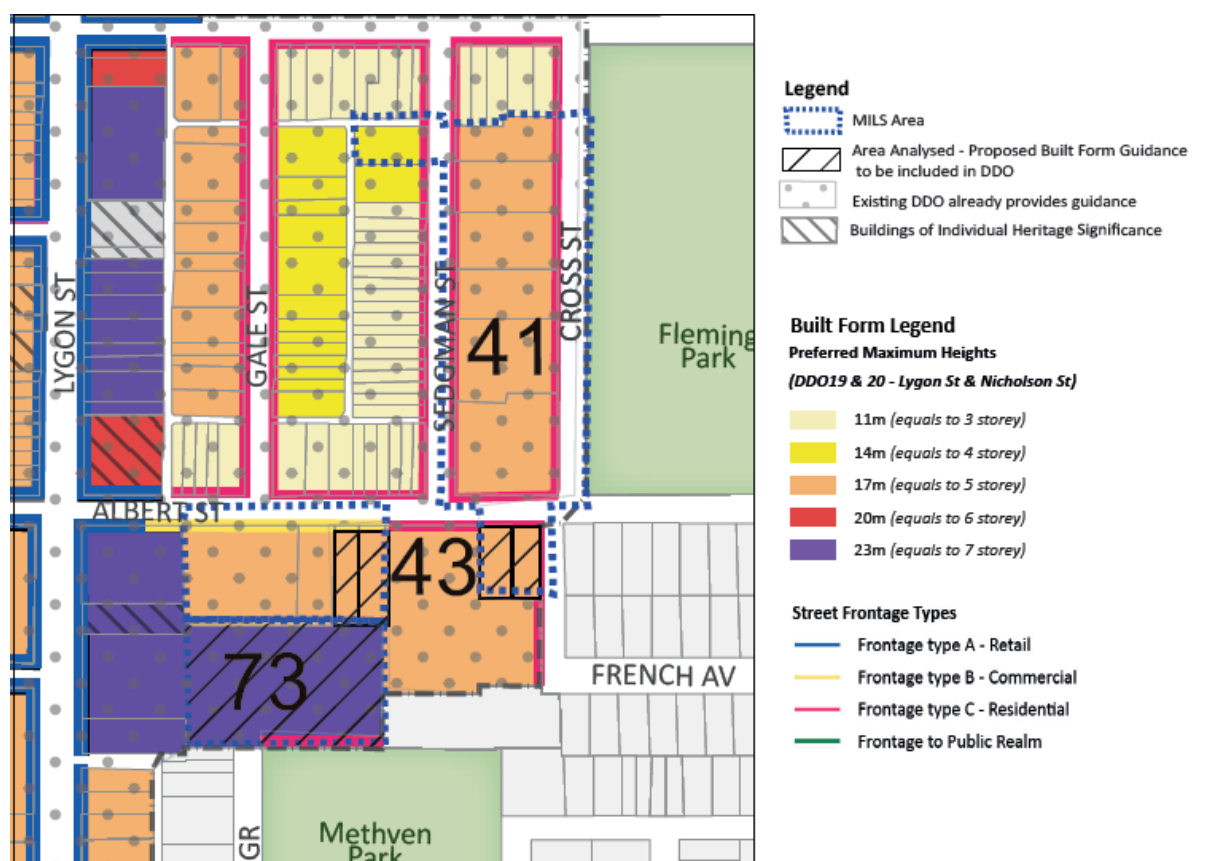 LYGON ST
GALE ST
SEDGMAN ST
CROSS ST
41
Fleming
Park
ALBERT ST
43
73
FRENCH AV
GR
Methven
Park
Legend
MILS Area
Area Analysed - Proposed Built Form Guidance
to be included in DDO
Existing DDO already provides guidance
Buildings of Individual Heritage Significance
Built Form Legend
Preferred Maximum Heights
(DDO19 & 20 - Lygon St & Nicholson St)
11m (equals to 3 storey)
14m (equals to 4 storey)
17m (equals to 5 storey)
20m (equals to 6 storey)
23m (equals to 7 storey)
Street Frontage Types
Frontage type A - Retail
Frontage type B - Commercial
Frontage type C - Residential
Frontage to Public Realm